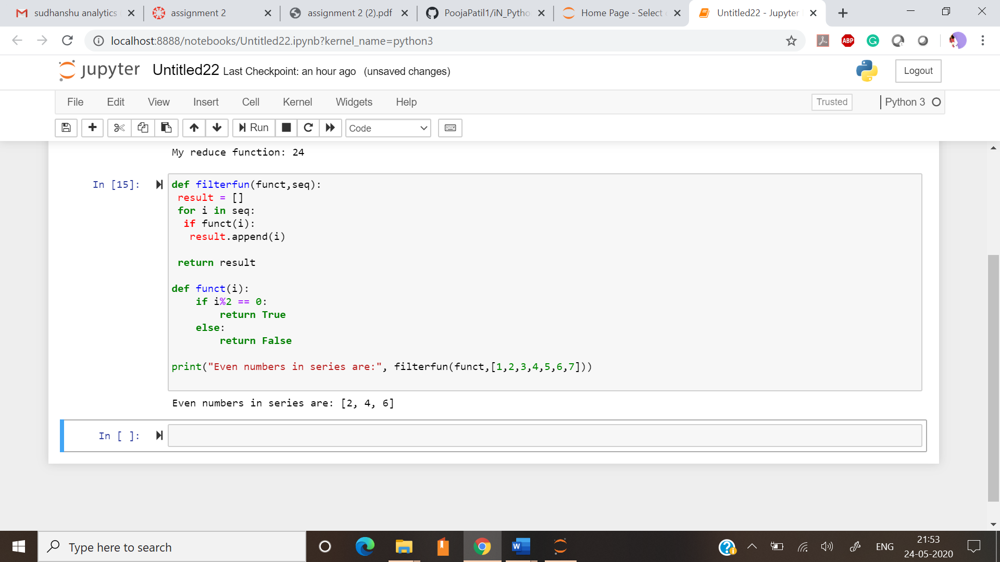 sudhanshu analytics
assignment 2
assignment 2 (2).pdf
PoojaPatil1/iN_Pytho
Home Page - Select
Untitled22 - Jupyter
localhost:8888/notebooks/Untitled22.ipynb?kernel_name=python3
ABP
jupyter Untitled22 Last Checkpoint: an hour ago (unsaved changes)
Logout
File Edit View Insert Cell Kernel Widgets Help
Trusted
Python 3
Run
Code
My reduce function: 24
In [15]:
def filterfun(funct,seq):
 result = []
 for i in seq:
  if funct(i):
   result.append(i)
 return result
def funct(i):
    if i%2 == 0:
        return True
    else:
        return False
print("Even numbers in series are:", filterfun(funct,[1,2,3,4,5,6,7]))
Even numbers in series are: [2, 4, 6]
In [ ]:
Type here to search
ENG
21:53
24-05-2020